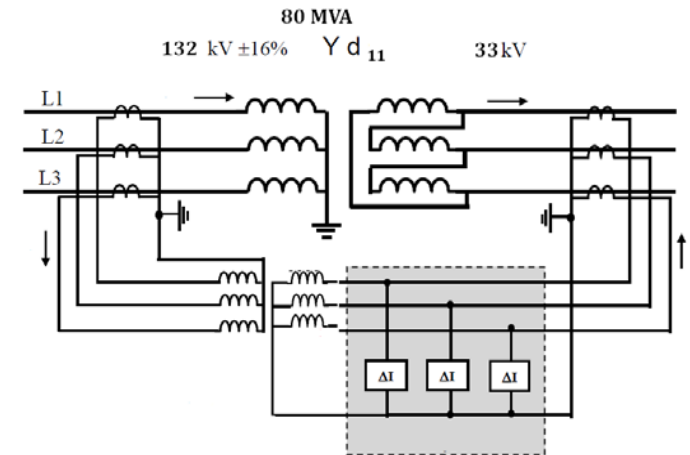 80 MVA
132 kV ±16% Y d 11 33kV
L1
L2
L3
ΔI ΔI ΔI